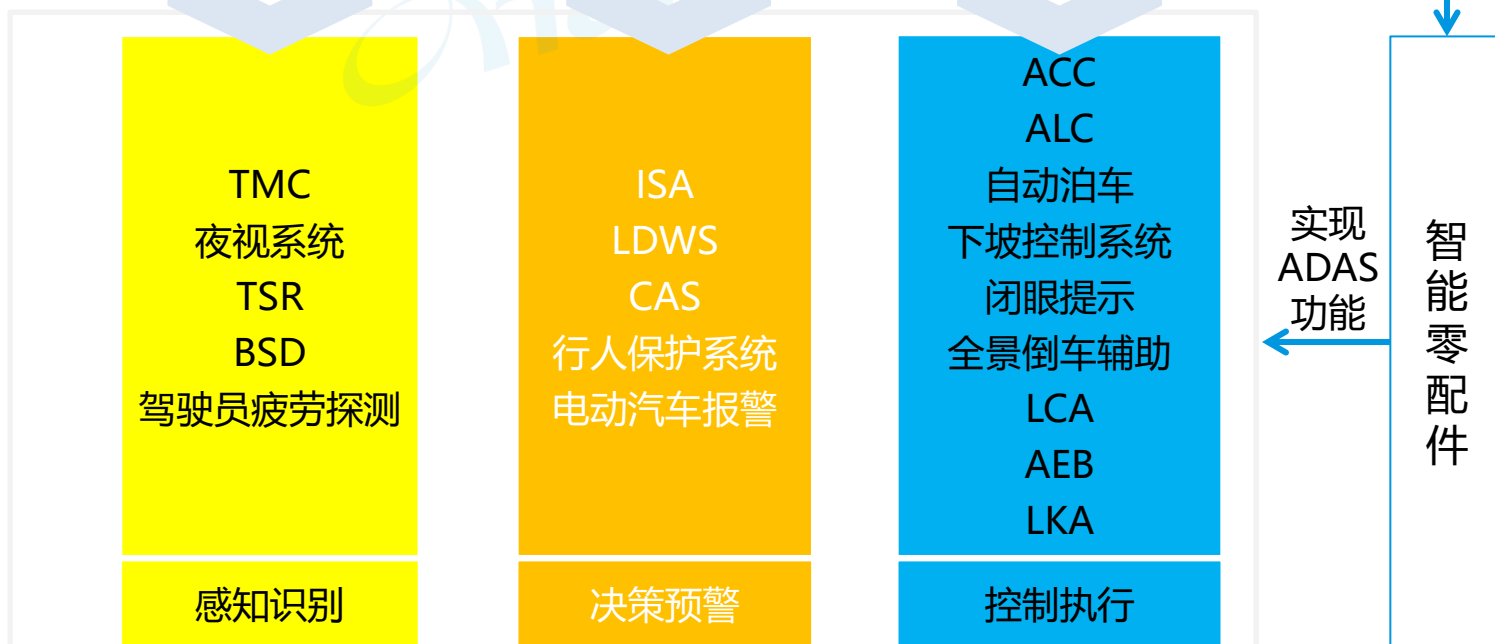 TMC
夜视系统
TSR
BSD
驾驶员疲劳探测
感知识别
ISA
LDWS
CAS
行人保护系统
电动汽车报警
决策预警
ACC
ALC
自动泊车
下坡控制系统
闭眼提示
全景倒车辅助
LCA
AEB
LKA
控制执行
实现
ADAS
功能
智能零配件